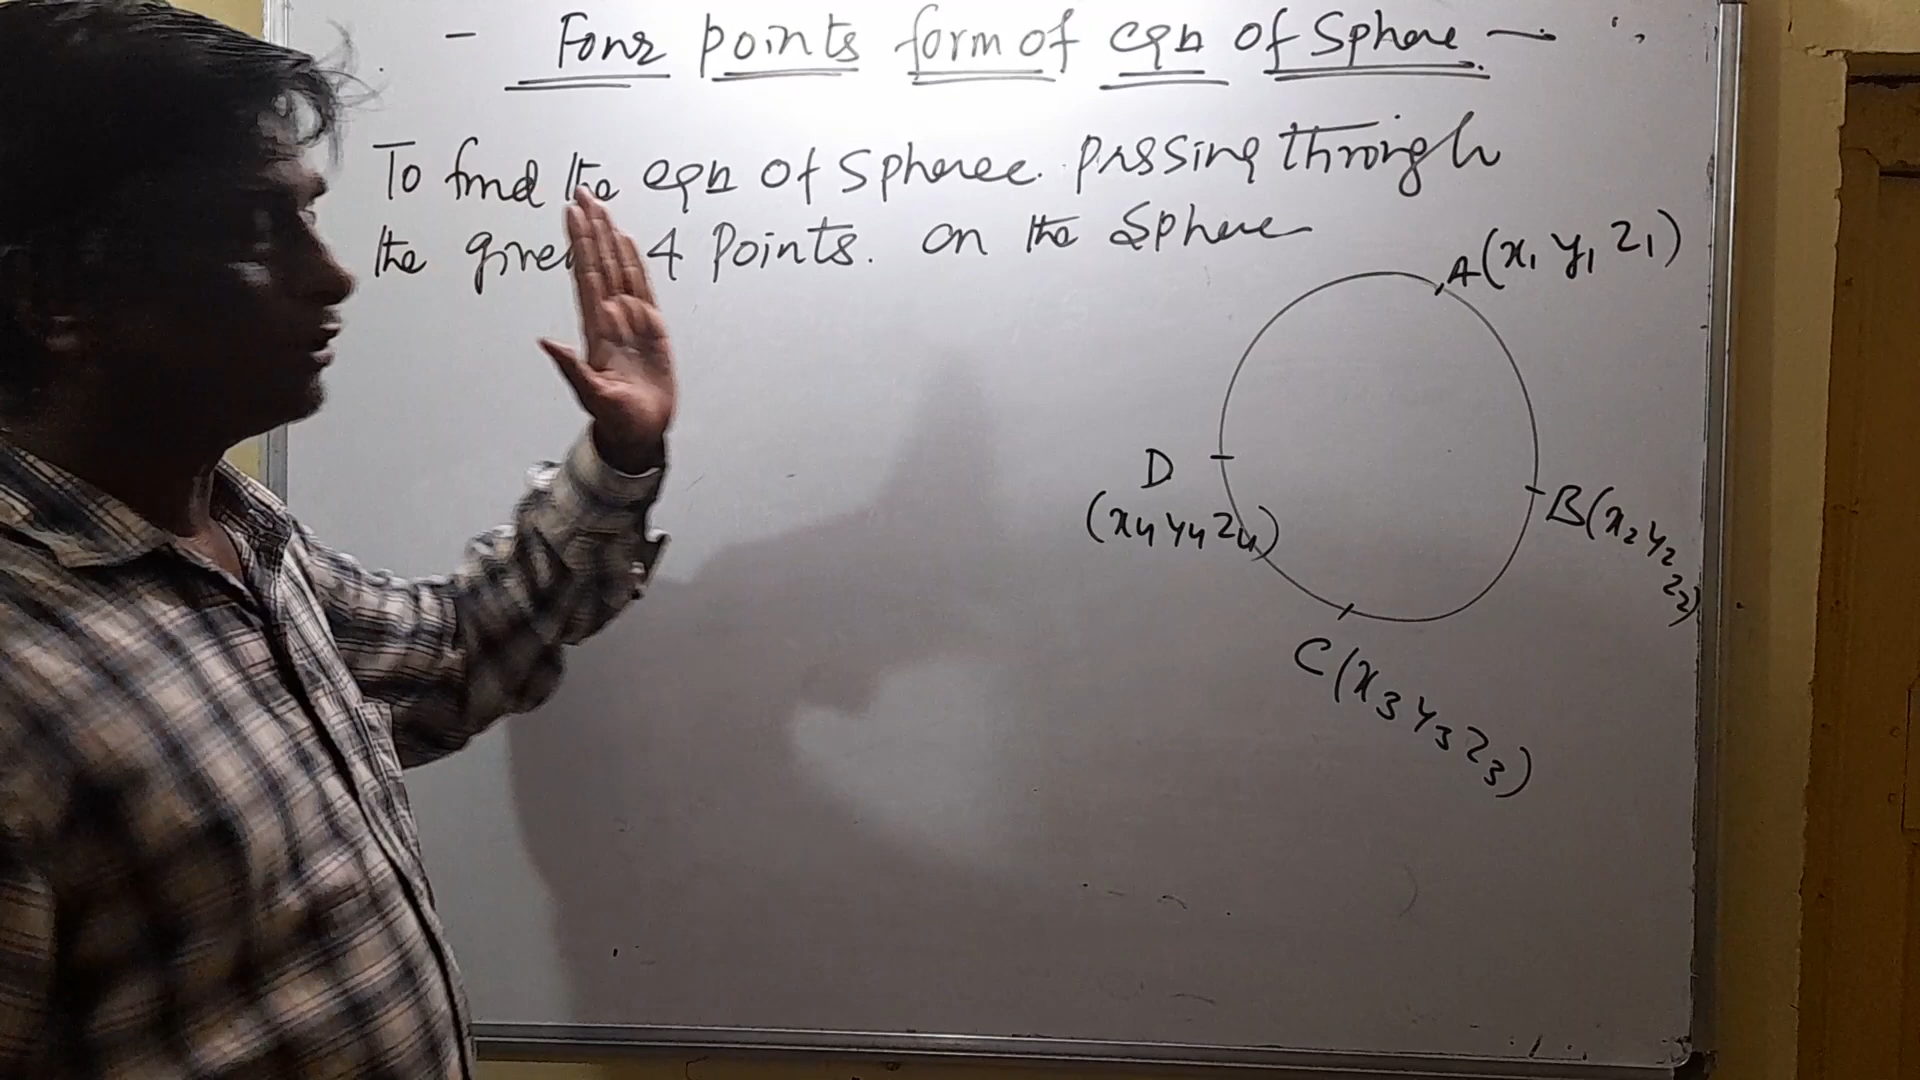 - Four points form of eqn of Sphere -
To find the eqn of Spheree. passing through
the given 4 Points. on the Sphere
A(x₁ y₁ z₁)
D
(x₄ y₄ z₄)
B(x₂ y₂
z₂)
C(x₃ y₃ z₃)